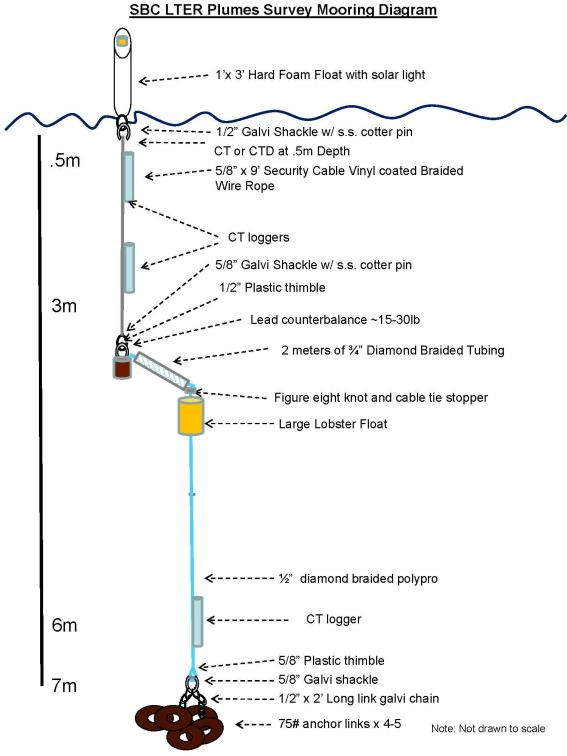 SBC LTER Plumes Survey Mooring Diagram
1'x 3' Hard Foam Float with solar light
1/2" Galvi Shackle w/ s.s. cotter pin
CT or CTD at .5m Depth
.5m
5/8" x 9' Security Cable Vinyl coated Braided
Wire Rope
CT loggers
5/8" Galvi Shackle w/ s.s. cotter pin
1/2" Plastic thimble
3m
Lead counterbalance ~15-30lb
2 meters of ¾" Diamond Braided Tubing
Figure eight knot and cable tie stopper
Large Lobster Float
½" diamond braided polypro
CT logger
6m
5/8" Plastic thimble
5/8" Galvi shackle
7m
1/2" x 2' Long link galvi chain
75# anchor links x 4-5
Note: Not drawn to scale